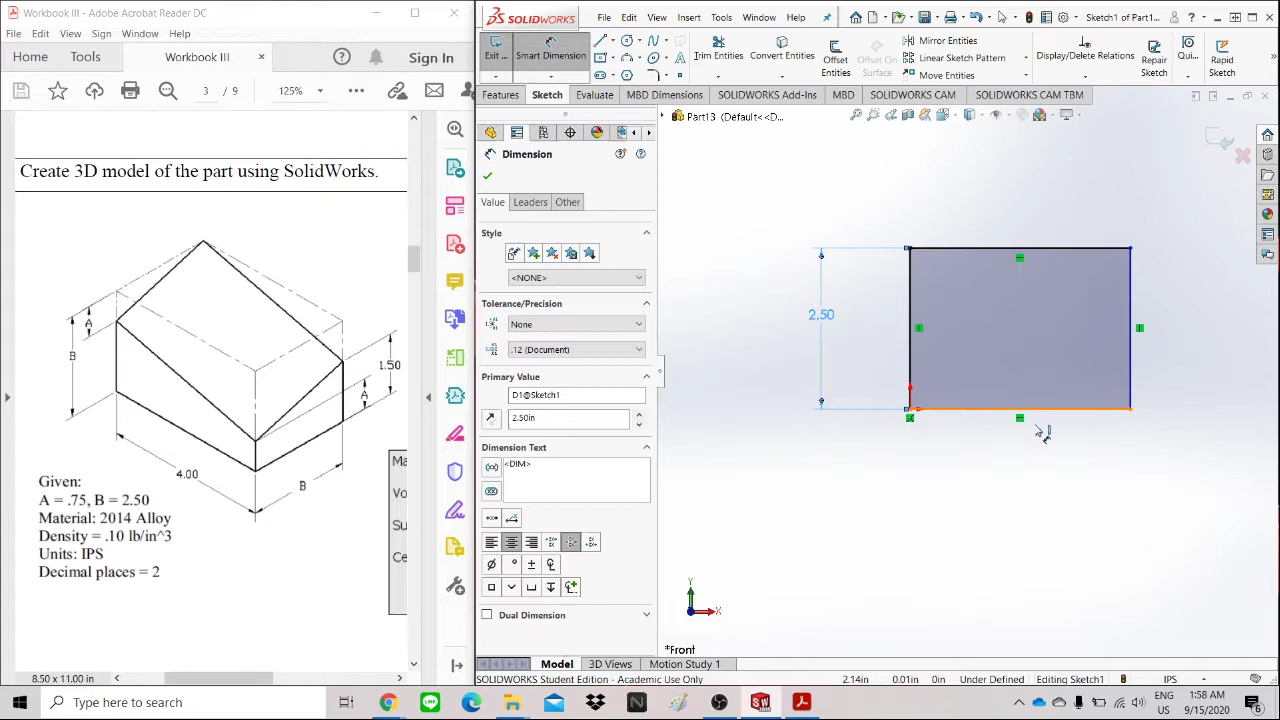 Workbook III - Adobe Acrobat Reader DC
File Edit View Sign Window Help
Home Tools Workbook III Sign In
3 / 9 125%
Create 3D model of the part using SolidWorks.
A
B
1.50
A
4.00
B
Given:
A = .75, B = 2.50
Material: 2014 Alloy
Density = .10 lb/in^3
Units: IPS
Decimal places = 2
Ma
Vo
Su
Ce
8.50 x 11.00 in
SOLIDWORKS File Edit View Insert Tools Window Help Sketch1 of Part1...
Exit ... Smart Dimension Trim Entities Convert Entities Offset Entities Offset On Surface Mirror Entities Linear Sketch Pattern Move Entities Display/Delete Relations Repair Sketch Qui... Rapid Sketch
Features Sketch Evaluate MBD Dimensions SOLIDWORKS Add-Ins MBD SOLIDWORKS CAM SOLIDWORKS CAM TBM
Part13 (Default<<D...
Dimension
Value Leaders Other
Style
<NONE>
Tolerance/Precision
None
.12 (Document)
Primary Value
D1@Sketch1
2.50in
Dimension Text
<DIM>
Dual Dimension
2.50
Y
X
*Front
Model 3D Views Motion Study 1
SOLIDWORKS Student Edition - Academic Use Only 2.14in 0.01in 0in Under Defined Editing Sketch1 IPS
Type here to search
ENG
US
1:58 AM
9/15/2020
6